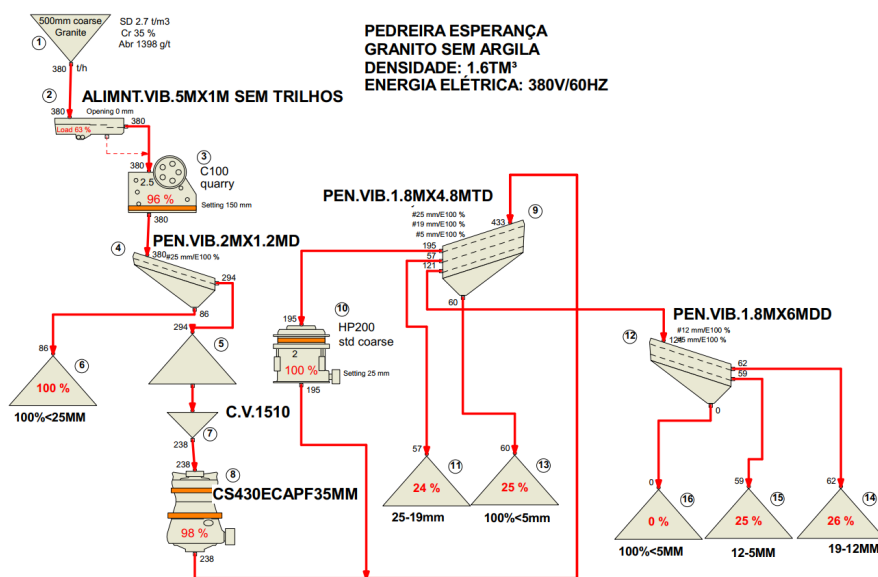 500mm coarse
Granite
SD 2.7 t/m3
Cr 35 %
Abr 1398 g/t
1
380
t/h
PEDREIRA ESPERANÇA
GRANITO SEM ARGILA
DENSIDADE: 1.6TM³
ENERGIA ELÉTRICA: 380V/60HZ
2
ALIMNT.VIB.5MX1M SEM TRILHOS
380
Opening 0 mm
380
Load 63 %
3
C100
quarry
380
2.5
96 %
Setting 150 mm
380
4
PEN.VIB.2MX1.2MD
380
#25 mm/E100 %
294
86
86
6
100 %
100%<25MM
294
5
C.V.1510
7
238
238
8
CS430ECAPF35MM
98 %
238
PEN.VIB.1.8MX4.8MTD
9
#25 mm/E100 %
#19 mm/E100 %
#5 mm/E100 %
433
195
57
121
60
10
195
HP200
std coarse
2
100 %
Setting 25 mm
195
57
11
24 %
25-19mm
60
13
25 %
100%<5mm
PEN.VIB.1.8MX6MDD
12
#12 mm/E100 %
#5 mm/E100 %
62
59
0
0
16
0 %
100%<5MM
59
15
25 %
12-5MM
62
14
26 %
19-12MM